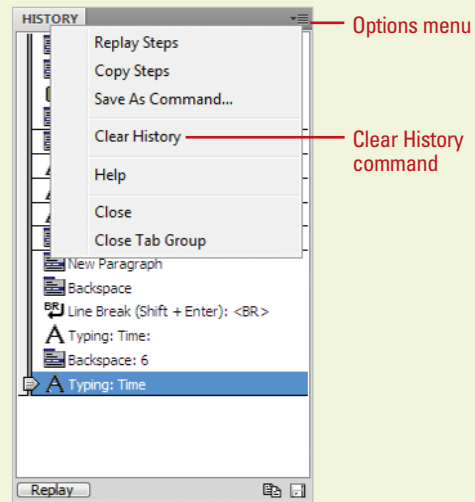 HISTORY
Options menu
Replay Steps
Copy Steps
Save As Command...
Clear History
Clear History
command
Help
Close
Close Tab Group
New Paragraph
Backspace
BR Line Break (Shift + Enter): <BR>
A Typing: Time:
Backspace: 6
A Typing: Time
Replay